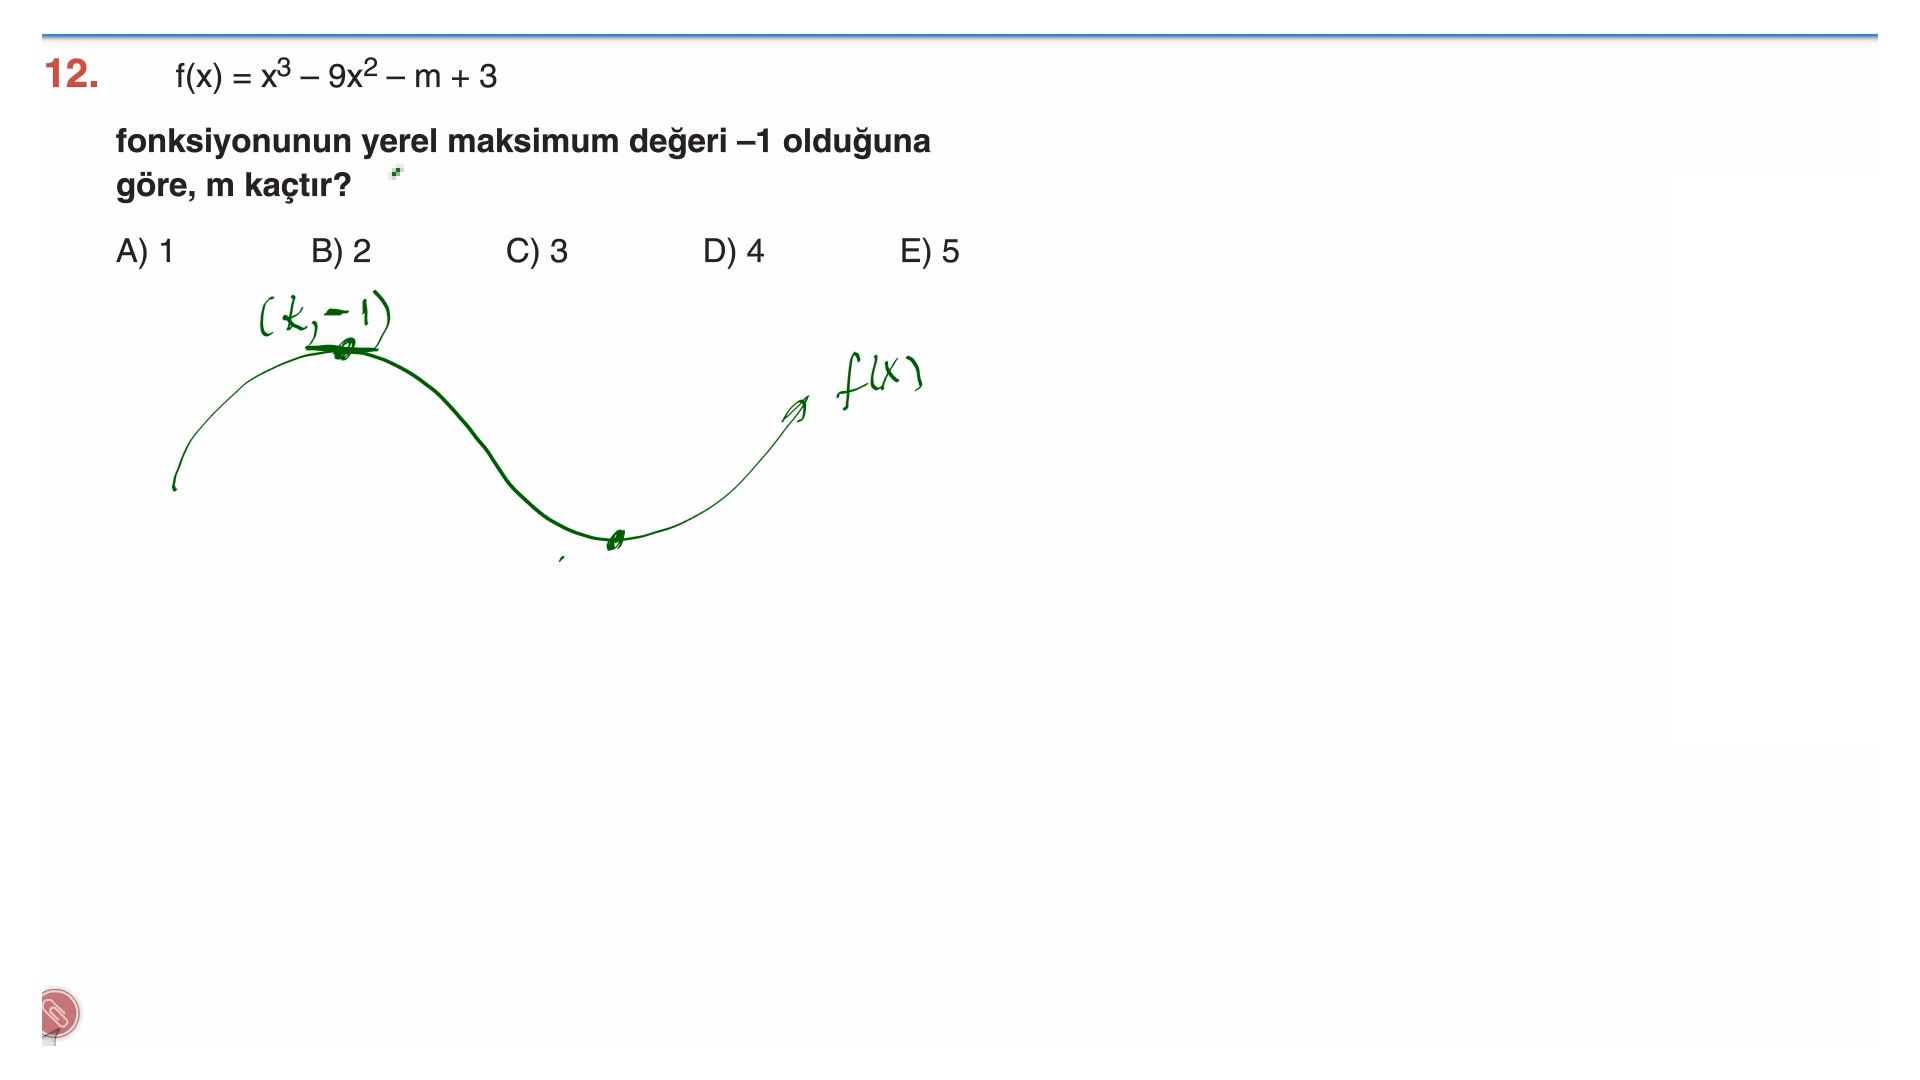 12. f(x) = x³ – 9x² – m + 3
fonksiyonunun yerel maksimum değeri –1 olduğuna
göre, m kaçtır?
A) 1 B) 2 C) 3 D) 4 E) 5
(k, -1)
f(x)